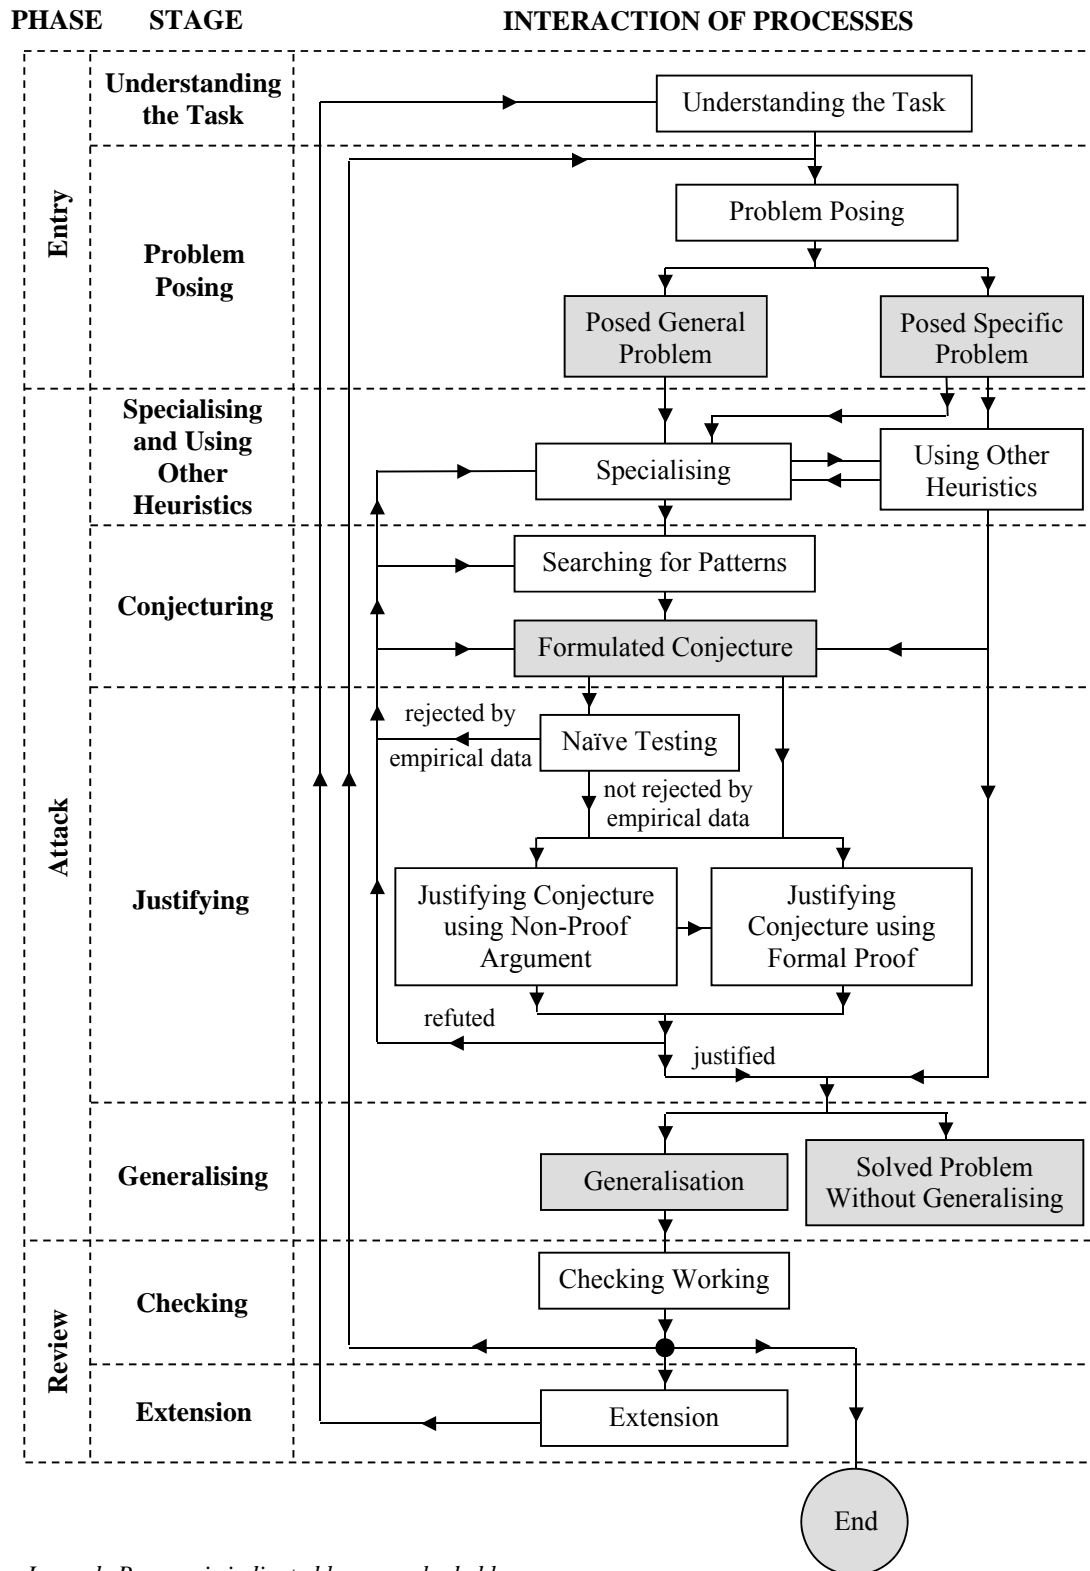 PHASE STAGE INTERACTION OF PROCESSES
Entry
Understanding
the Task
Understanding the Task
Problem
Posing
Problem Posing
Posed General
Problem
Posed Specific
Problem
Attack
Specialising
and Using
Other
Heuristics
Specialising
Using Other
Heuristics
Conjecturing
Searching for Patterns
Formulated Conjecture
Justifying
rejected by
empirical data
Naïve Testing
not rejected by
empirical data
Justifying Conjecture
using Non-Proof
Argument
Justifying
Conjecture using
Formal Proof
refuted
justified
Generalising
Generalisation
Solved Problem
Without Generalising
Review
Checking
Checking Working
Extension
Extension
End